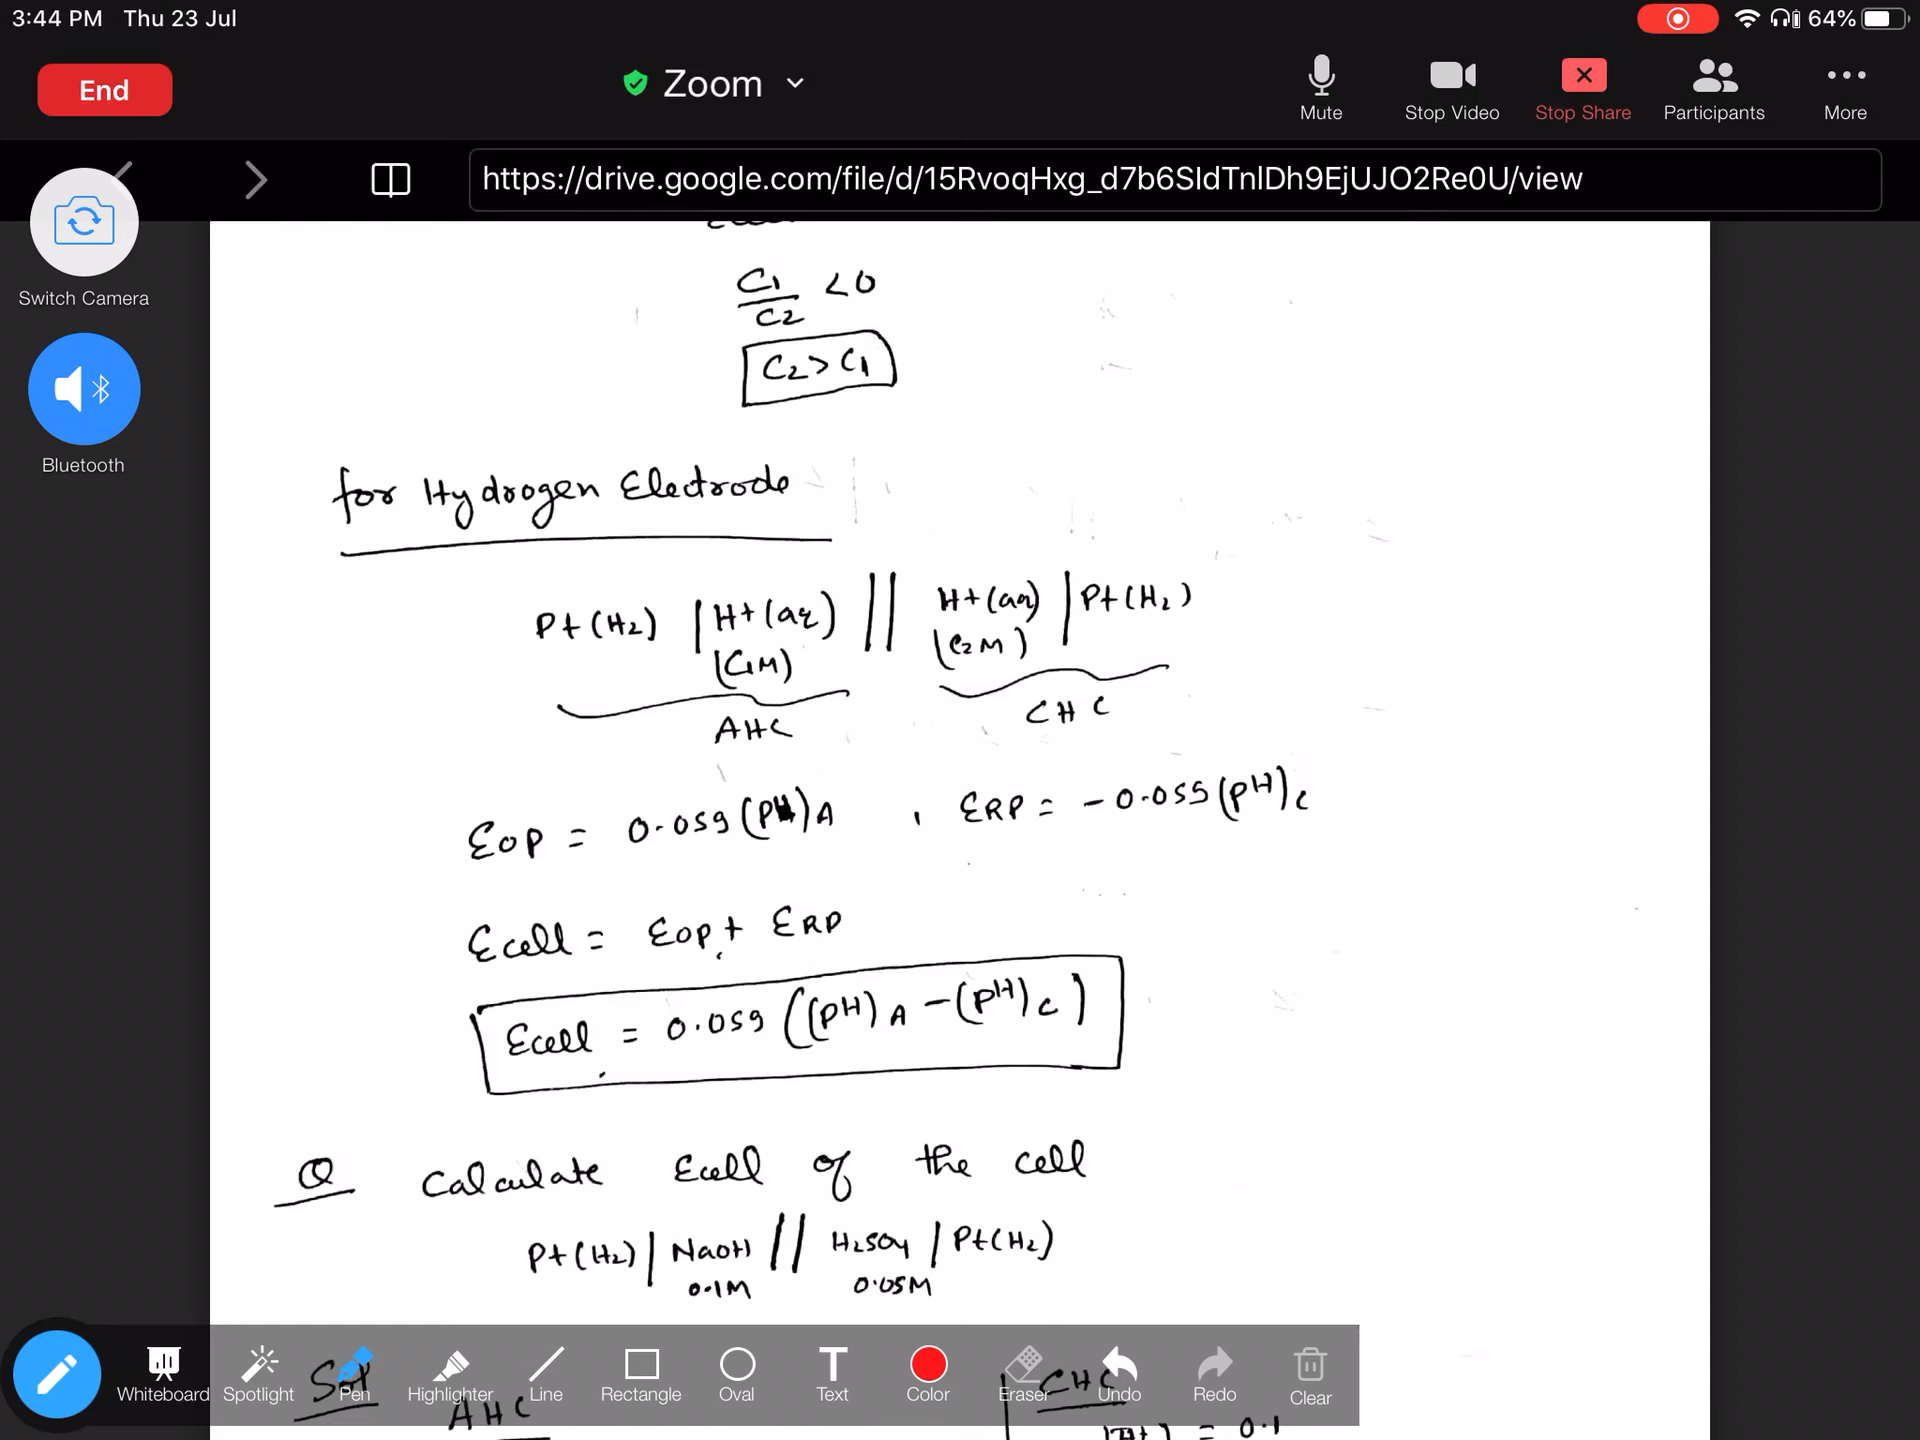 3:44 PM Thu 23 Jul
64%
End
Zoom
Mute
Stop Video
Stop Share
Participants
More
https://drive.google.com/file/d/15RvoqHxg_d7b6SIdTnlDh9EjUJO2Re0U/view
Switch Camera
Bluetooth
C1/C2 <0
C2 > C1
for Hydrogen Electrode
Pt(H2) | H+(aq) || H+(aq) | Pt(H2)
(C1M) (C2M)
AHC CHC
EOP = 0.059 (PH)A , ERP = -0.059 (PH)C
Ecell = EOP + ERP
Ecell = 0.059 ((PH)A - (PH)C)
Q Calculate Ecell of the cell
Pt(H2) | NaOH || H2SO4 | Pt(H2)
0.1M 0.05M
Whiteboard
Spotlight
Pen
Highlighter
Line
Rectangle
Oval
Text
Color
Eraser
Undo
Redo
Clear
Sol
AHC
CHC
= 0.1